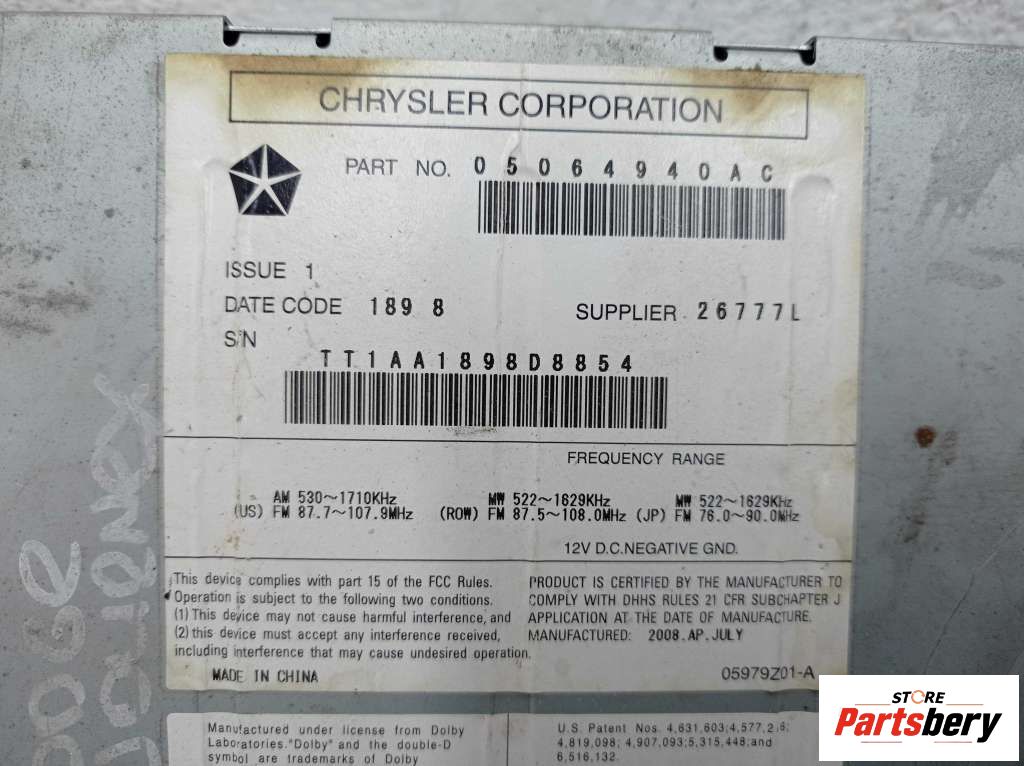 CHRYSLER CORPORATION
PART NO. 05064940AC
ISSUE 1
DATE CODE 189 8 SUPPLIER 26777L
S/N
TT1AA1898D8854
FREQUENCY RANGE
AM 530~1710KHz MW 522~1629KHz MW 522~1629KHz
(US) FM 87.7~107.9MHz (ROW) FM 87.5~108.0MHz (JP) FM 76.0~90.0MHz
12V D.C.NEGATIVE GND.
This device complies with part 15 of the FCC Rules.
Operation is subject to the following two conditions.
(1) This device may not cause harmful interference, and
(2) this device must accept any interference received,
including interference that may cause undesired operation.
MADE IN CHINA
PRODUCT IS CERTIFIED BY THE MANUFACTURER TO
COMPLY WITH DHHS RULES 21 CFR SUBCHAPTER J
APPLICATION AT THE DATE OF MANUFACTURE.
MANUFACTURED: 2008.AP.JULY
05979Z01-A
Manufactured under license from Dolby
Laboratories."Dolby" and the double-D
symbol are trademarks of Dolby
U.S. Patent Nos. 4,631,603;4,577,2 6;
4,819,098; 4,907,093;5,315,448;and
6,516,132.
STORE
Partsbery